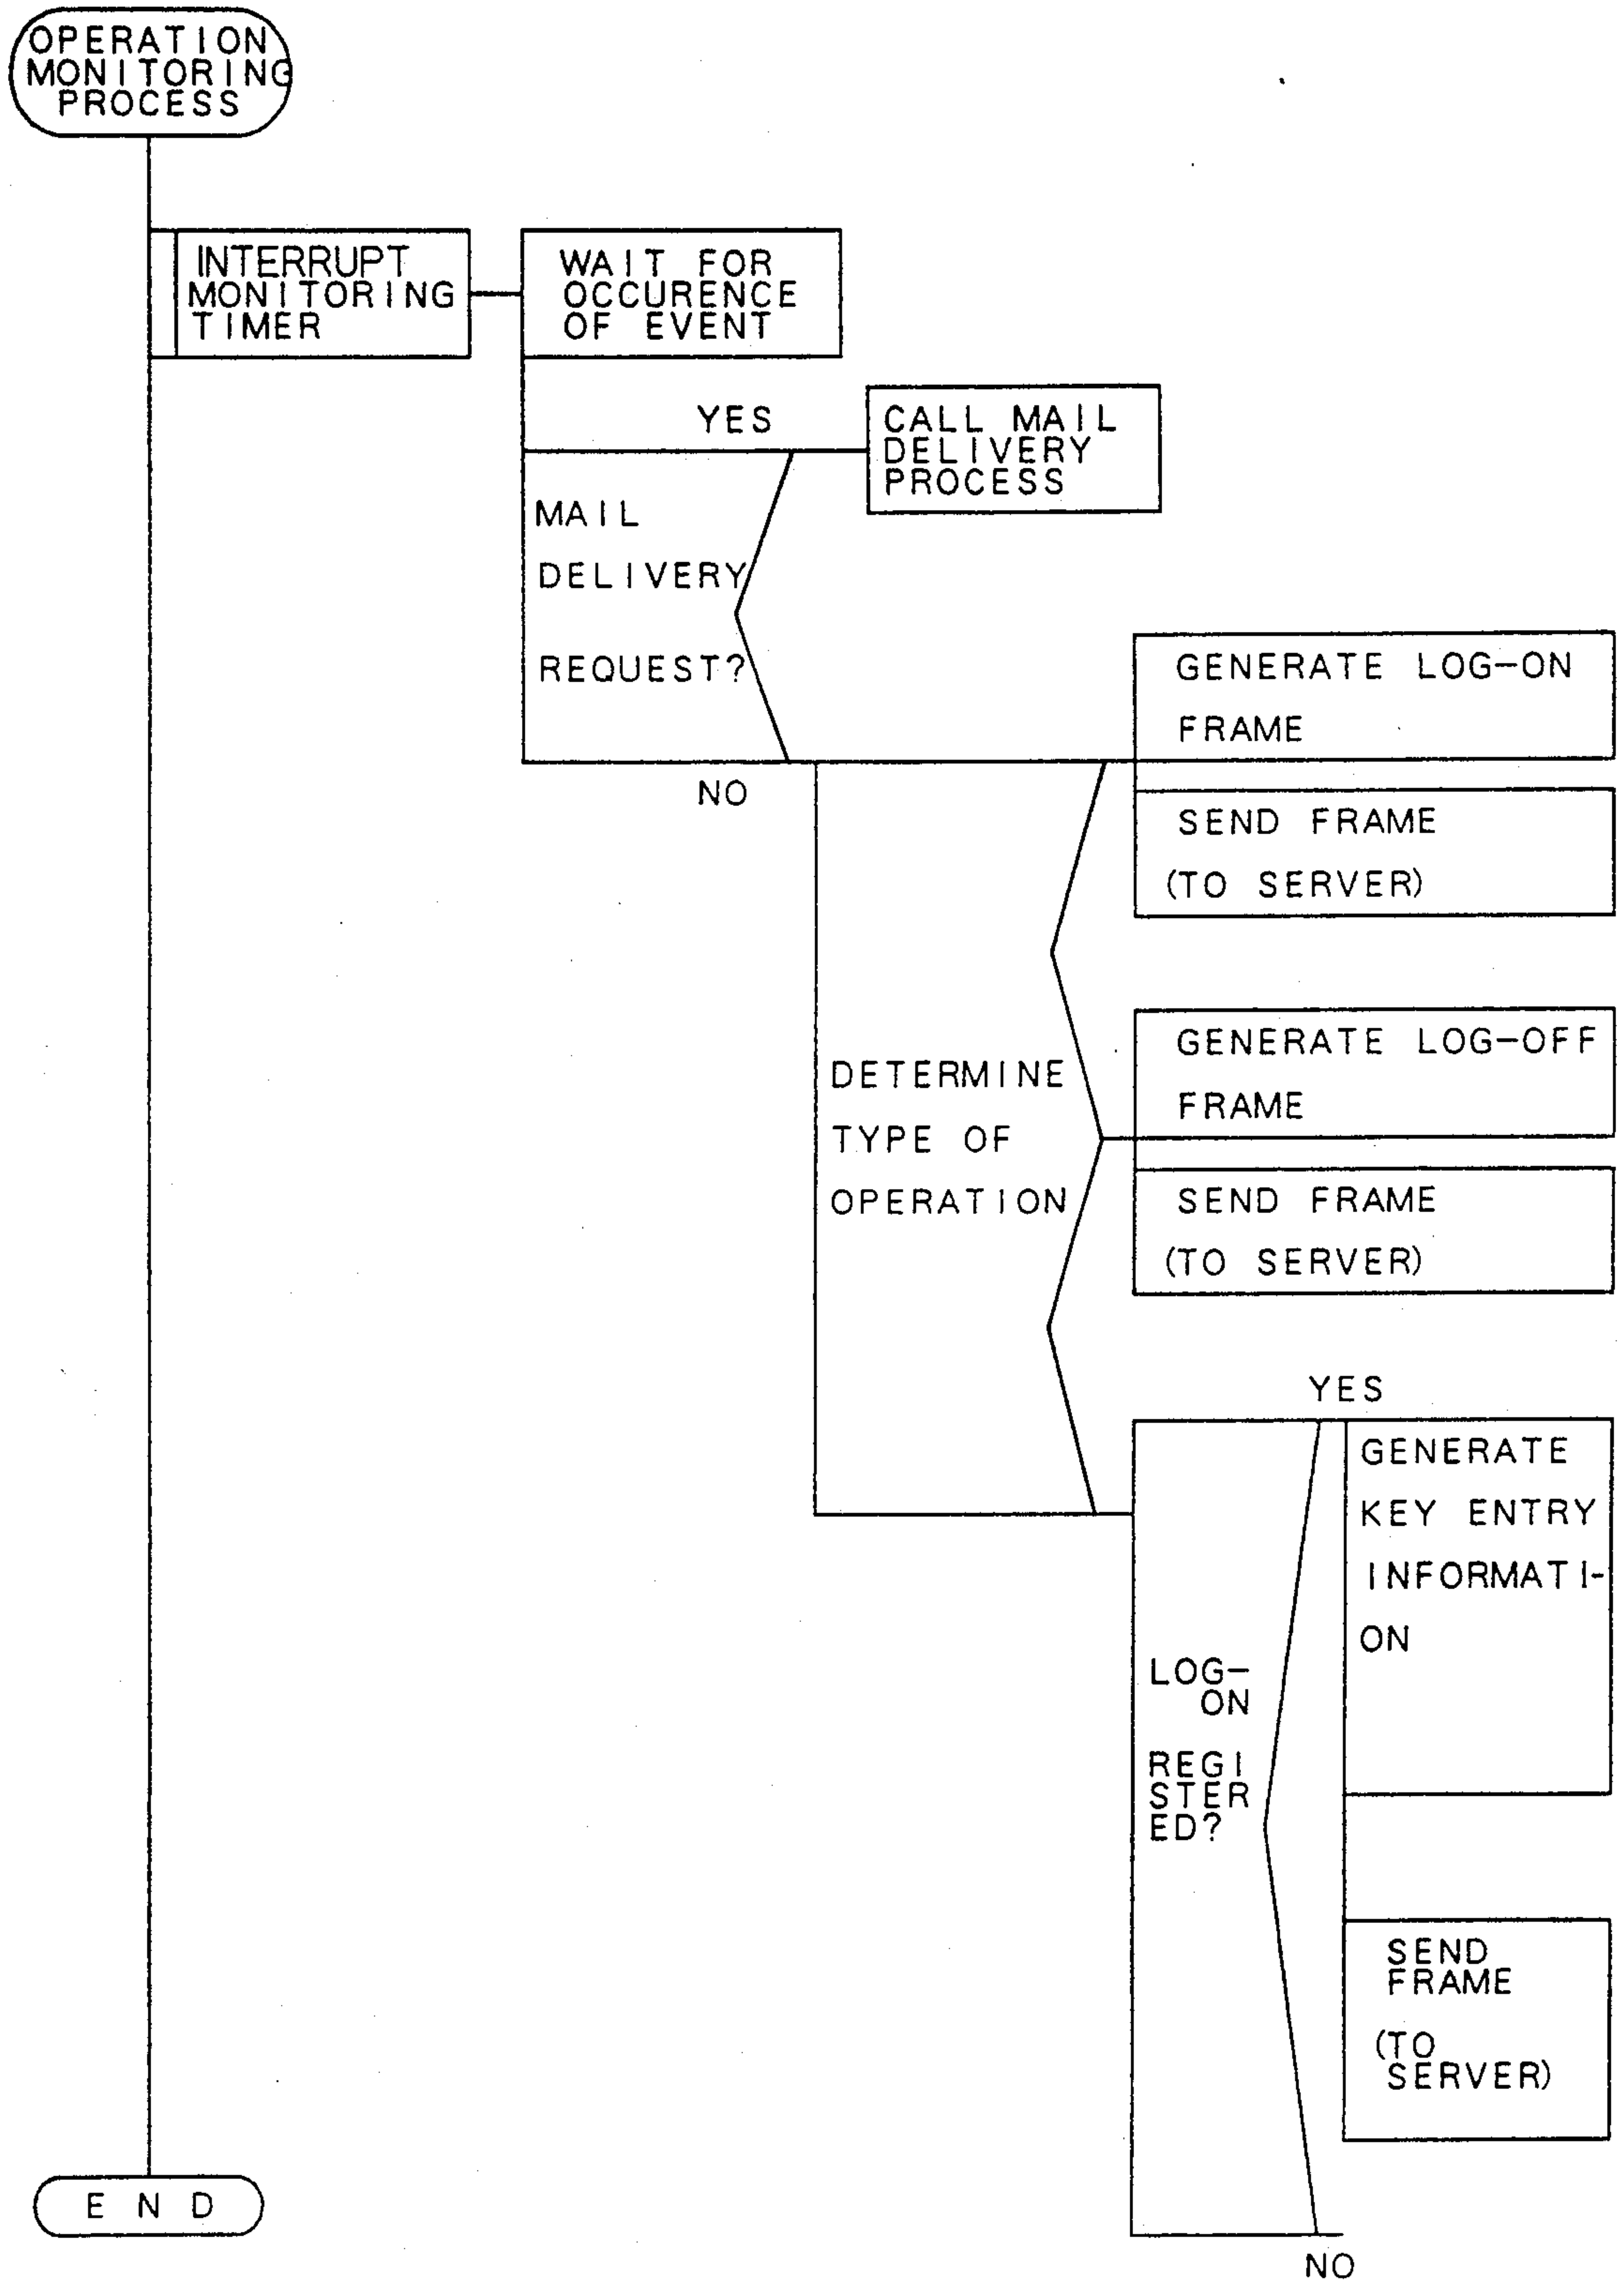 OPERATION
MONITORING
PROCESS
INTERRUPT
MONITORING
TIMER
WAIT FOR
OCCURENCE
OF EVENT
YES
CALL MAIL
DELIVERY
PROCESS
MAIL
DELIVERY
REQUEST?
NO
GENERATE LOG-ON
FRAME
SEND FRAME
(TO SERVER)
DETERMINE
TYPE OF
OPERATION
GENERATE LOG-OFF
FRAME
SEND FRAME
(TO SERVER)
YES
LOG-
ON
REGI
STER
ED?
GENERATE
KEY ENTRY
INFORMATI-
ON
SEND
FRAME
(TO
SERVER)
NO
END